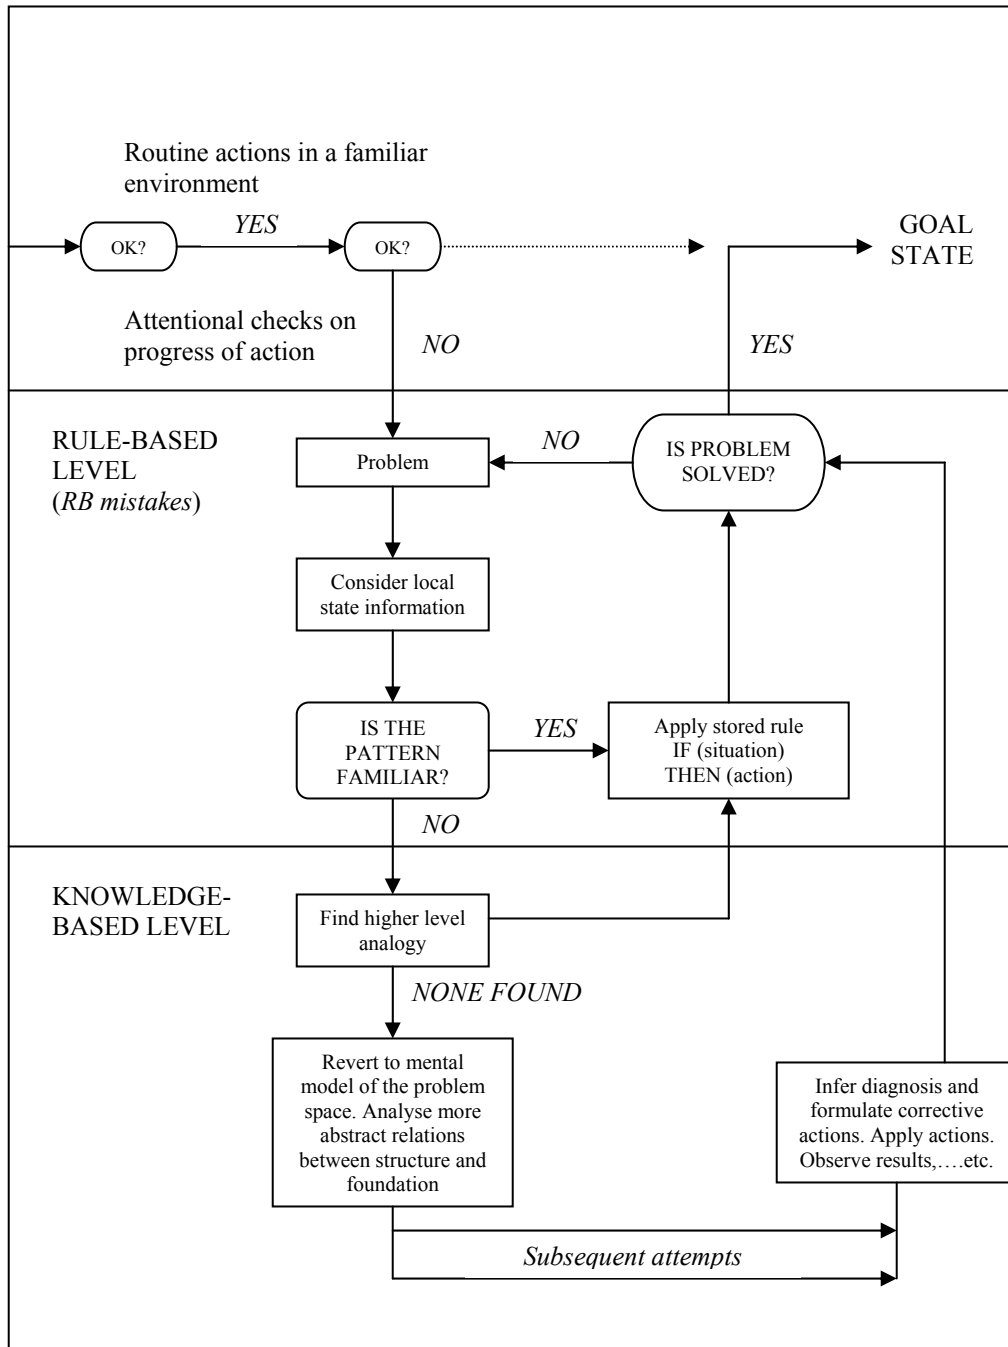 Routine actions in a familiar
environment
OK?
YES
OK?
GOAL
STATE
Attentional checks on
progress of action
NO
YES
RULE-BASED
LEVEL
(RB mistakes)
Problem
NO
IS PROBLEM
SOLVED?
Consider local
state information
IS THE
PATTERN
FAMILIAR?
YES
Apply stored rule
IF (situation)
THEN (action)
NO
KNOWLEDGE-
BASED LEVEL
Find higher level
analogy
NONE FOUND
Revert to mental
model of the problem
space. Analyse more
abstract relations
between structure and
foundation
Infer diagnosis and
formulate corrective
actions. Apply actions.
Observe results,....etc.
Subsequent attempts